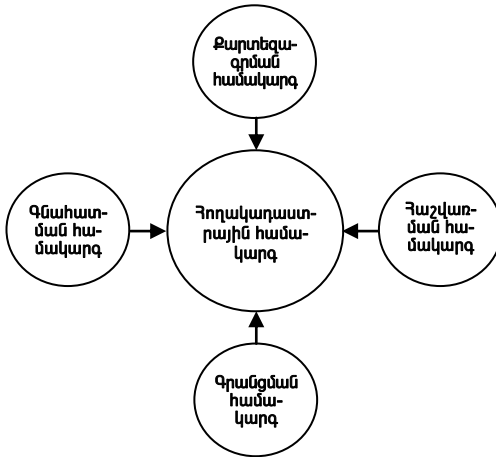 Քարտեզա-
գրման
համակարգ
Գնահատ-
ման հա-
մակարգ
Հողակադաստ-
րային համա-
կարգ
Հաշվառ-
ման հա-
մակարգ
Գրանցման
համա-
կարգ